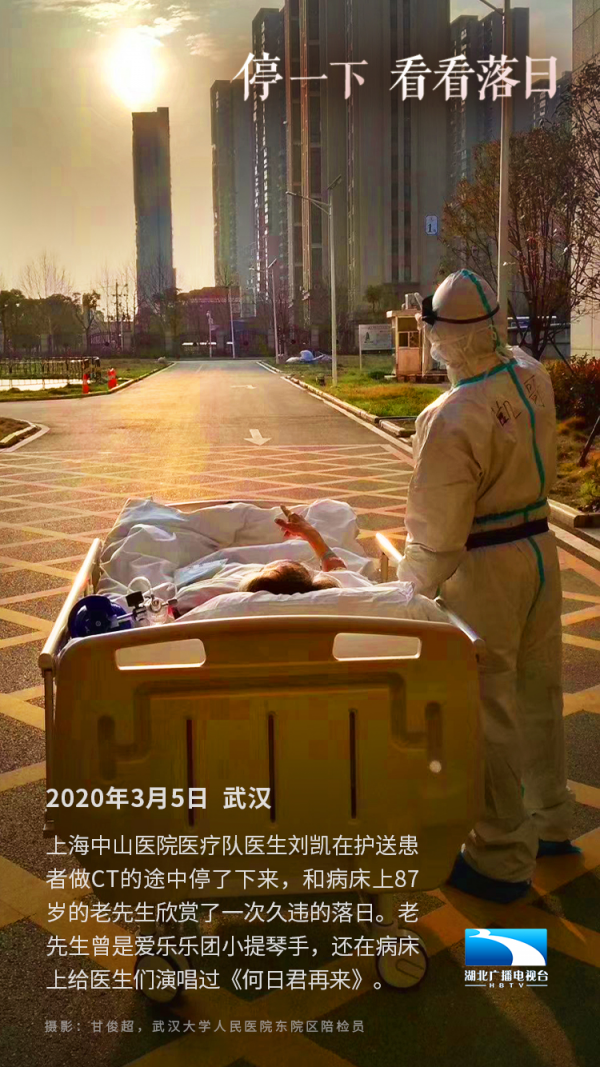 停一下 看看落日
2020年3月5日 武汉
上海中山医院医疗队医生刘凯在护送患
者做CT的途中停了下来，和病床上87
岁的老先生欣赏了一次久违的落日。老
先生曾是爱乐乐团小提琴手，还在病床
上给医生们演唱过《何日君再来》。
湖北广播电视台
HBTV
摄影：甘俊超，武汉大学人民医院东院区陪检员